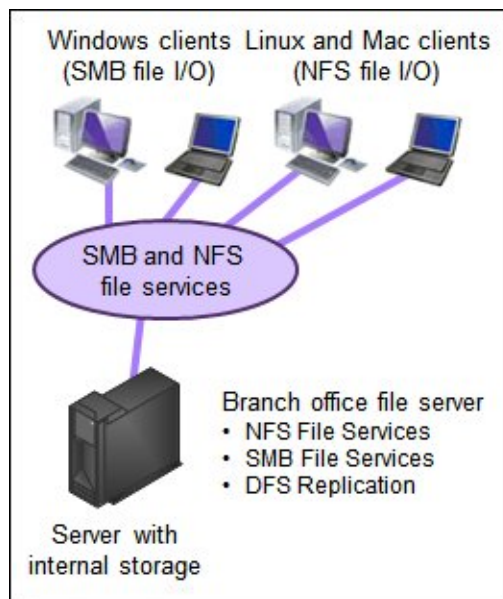 Windows clients
(SMB file I/O)
Linux and Mac clients
(NFS file I/O)
SMB and NFS
file services
Branch office file server
• NFS File Services
• SMB File Services
• DFS Replication
Server with
internal storage